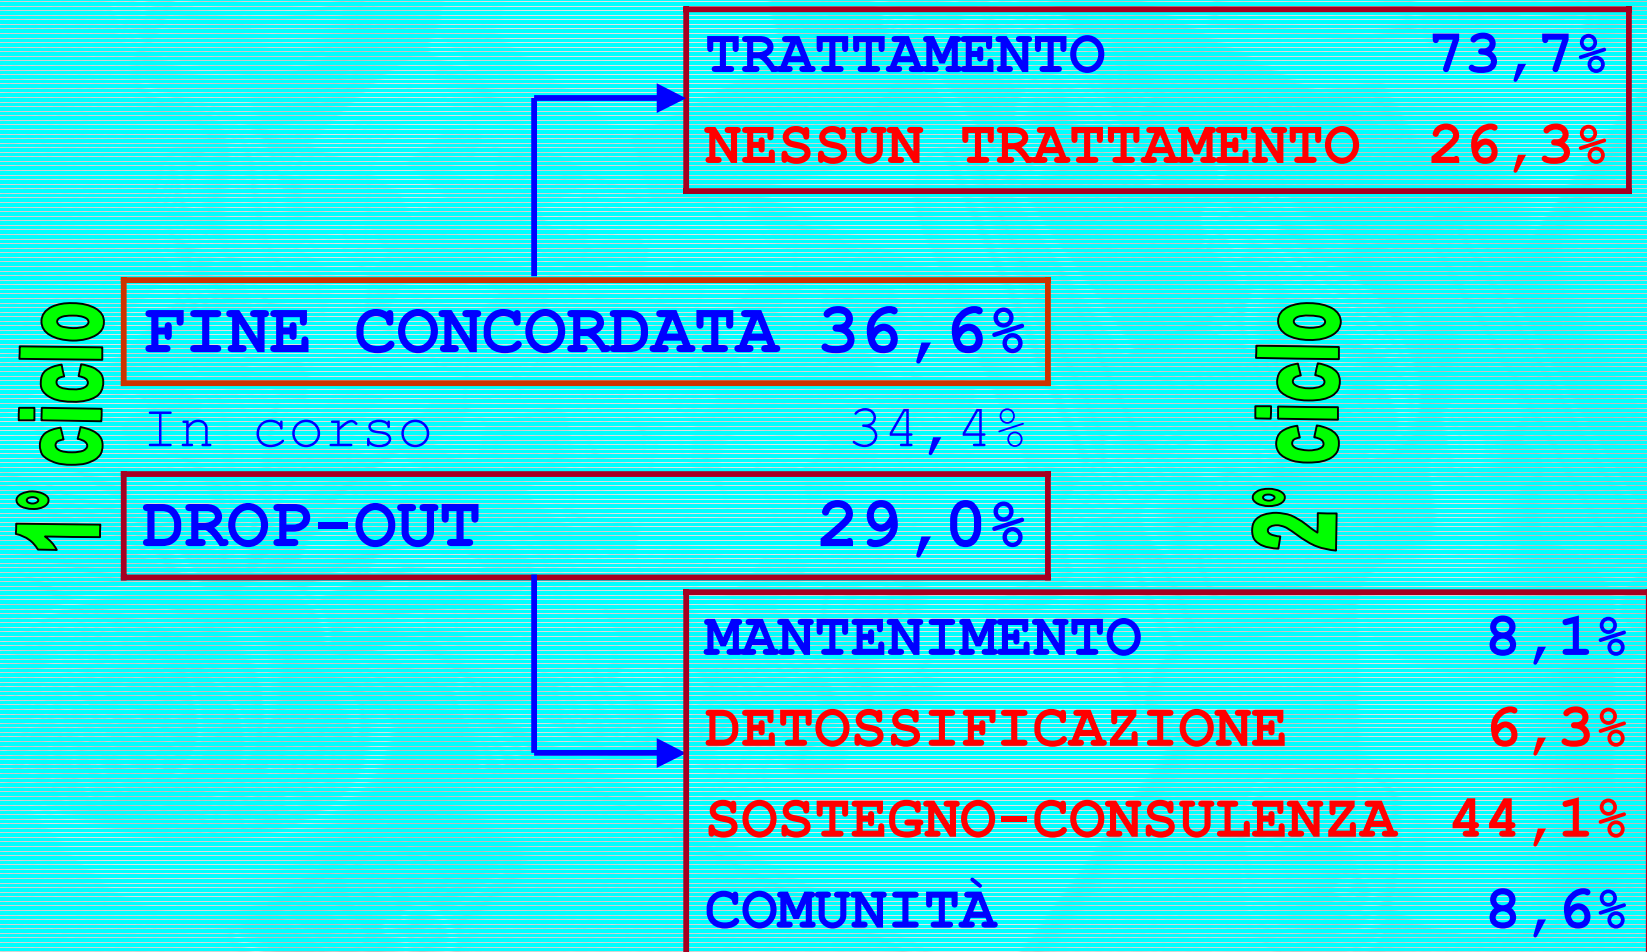 TRATTAMENTO 73,7%
NESSUN TRATTAMENTO 26,3%
1° ciclo
FINE CONCORDATA 36,6%
In corso 34,4%
DROP-OUT 29,0%
2° ciclo
MANTENIMENTO 8,1%
DETOSSIFICAZIONE 6,3%
SOSTEGNO-CONSULENZA 44,1%
COMUNITÀ 8,6%